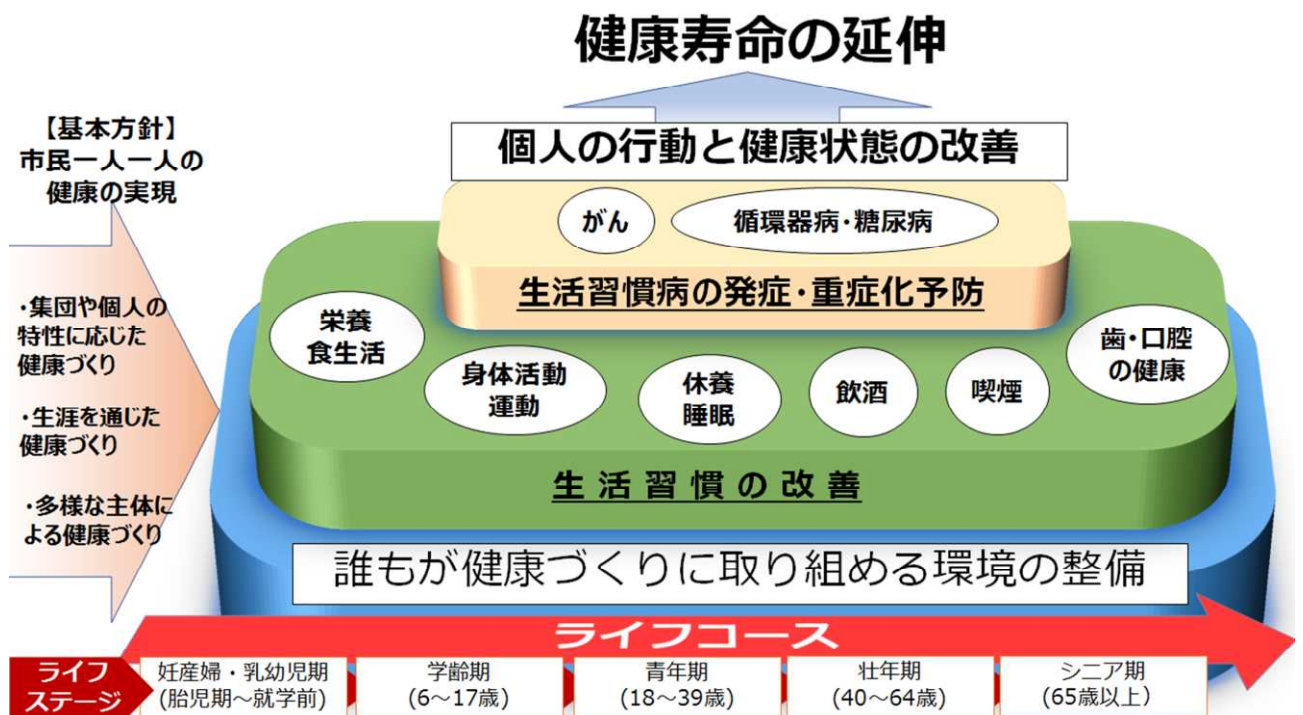 健康寿命の延伸
個人の行動と健康状態の改善
【基本方針】
市民一人一人の
健康の実現
・集団や個人の
特性に応じた
健康づくり
・生涯を通じた
健康づくり
・多様な主体に
よる健康づくり
がん
循環器病・糖尿病
生活習慣病の発症・重症化予防
栄養
食生活
身体活動
運動
休養
睡眠
飲酒
喫煙
歯・口腔
の健康
生活習慣の改善
誰もが健康づくりに取り組める環境の整備
ライフコース
ライフ
ステージ
妊産婦・乳幼児期
(胎児期～就学前)
学齢期
(6～17歳)
青年期
(18～39歳)
壮年期
(40～64歳)
シニア期
(65歳以上)